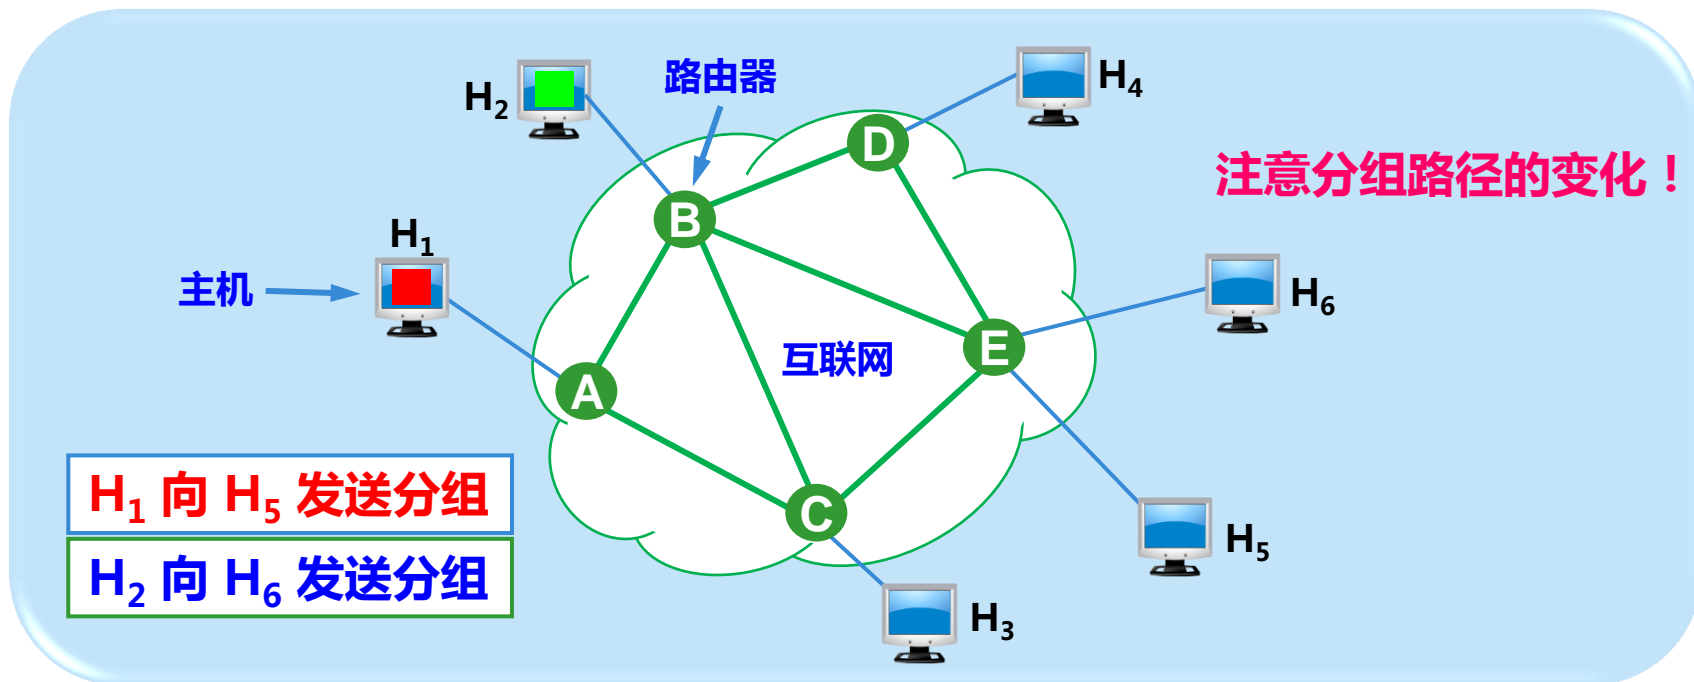 路由器
H₂
H₄
D
注意分组路径的变化！
B
H₁
主机
H₆
互联网
E
A
H₁ 向 H₅ 发送分组
C
H₅
H₂ 向 H₆ 发送分组
H₃